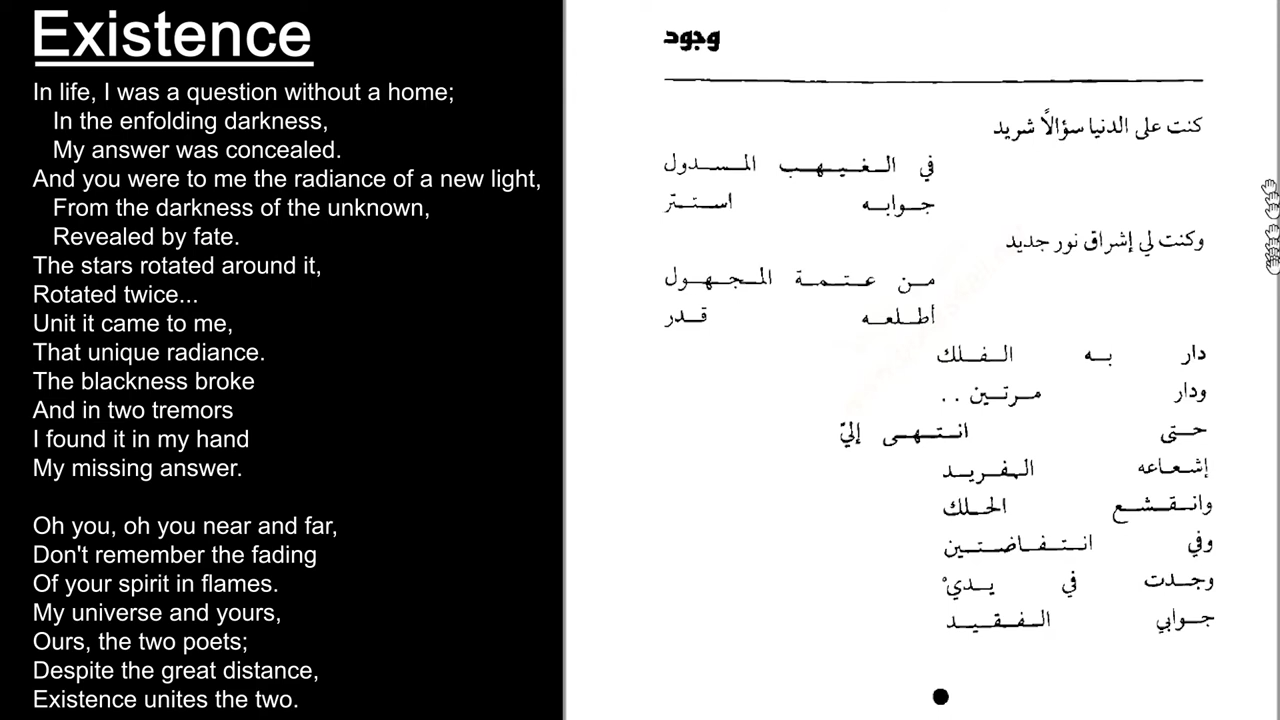 Existence
In life, I was a question without a home;
In the enfolding darkness,
My answer was concealed.
And you were to me the radiance of a new light,
From the darkness of the unknown,
Revealed by fate.
The stars rotated around it,
Rotated twice...
Unit it came to me,
That unique radiance.
The blackness broke
And in two tremors
I found it in my hand
My missing answer.
Oh you, oh you near and far,
Don't remember the fading
Of your spirit in flames.
My universe and yours,
Ours, the two poets;
Despite the great distance,
Existence unites the two.
وجود
كنت على الدنيا سؤالاً شريد
في الغيهب المسدول
جوابه استتر
وكنت لي إشراق نور جديد
من عتمة المجهول
أطلعه قدر
دار به الفلك
ودار مرتين . .
حتى انتهى إليّ
إشعاعه الفريد
وانقشع الحلك
وفي انتفاضتين
وجدت في يديْ
جوابي الفقيد